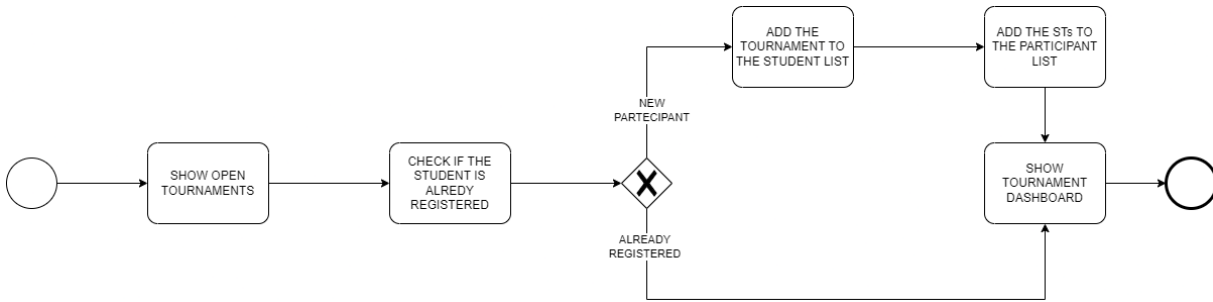 SHOW OPEN
TOURNAMENTS
CHECK IF THE
STUDENT IS
ALREDY
REGISTERED
NEW
PARTECIPANT
ADD THE
TOURNAMENT TO
THE STUDENT LIST
ADD THE STs TO
THE PARTICIPANT
LIST
ALREADY
REGISTERED
SHOW
TOURNAMENT
DASHBOARD